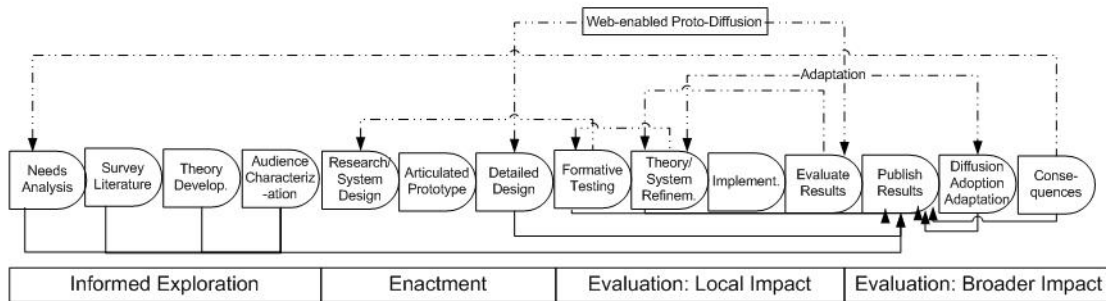 Web-enabled Proto-Diffusion
Adaptation
Needs
Analysis
Survey
Literature
Theory
Develop.
Audience
Characteriz
-ation
Research/
System
Design
Articulated
Prototype
Detailed
Design
Formative
Testing
Theory/
System
Refinem.
Implement.
Evaluate
Results
Publish
Results
Diffusion
Adoption
Adaptation
Conse-
quences
Informed Exploration
Enactment
Evaluation: Local Impact
Evaluation: Broader Impact